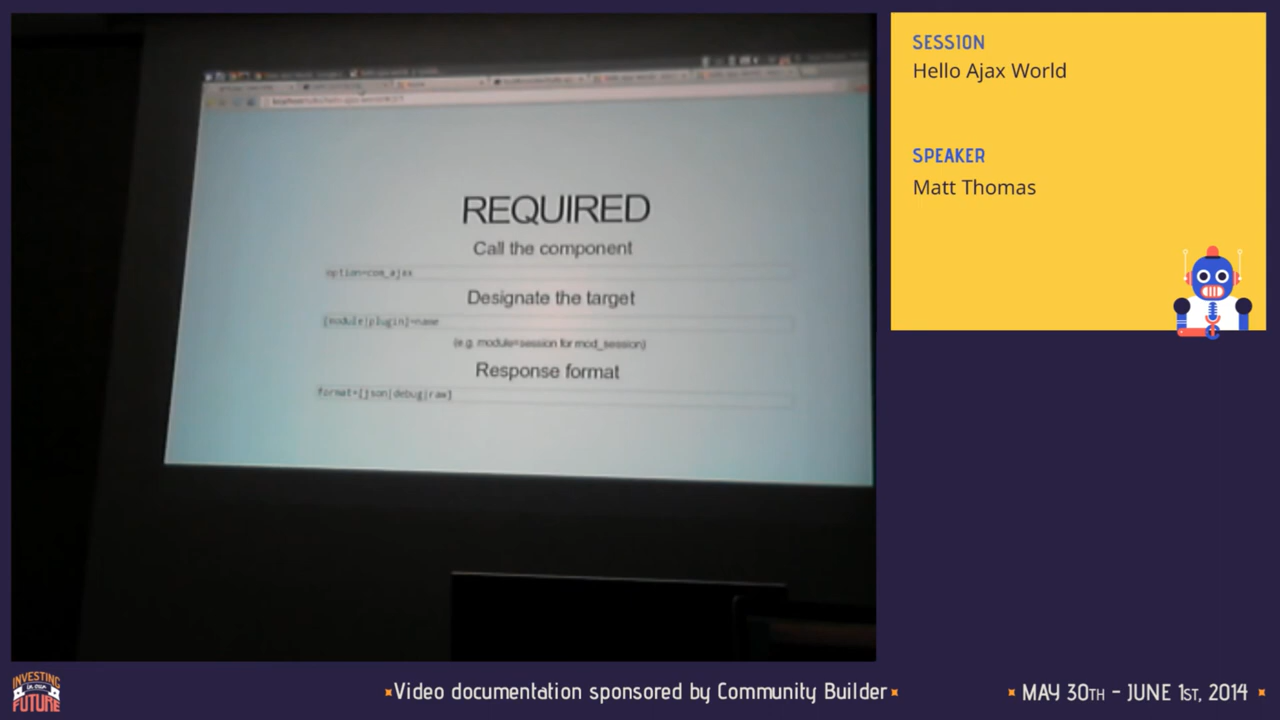 REQUIRED
Call the component
option=com_ajax
Designate the target
[module|plugin]=name
(e.g. module=session for mod_session)
Response format
format=[json|debug|raw]
SESSION
Hello Ajax World
SPEAKER
Matt Thomas
INVESTING
IN OUR
FUTURE
Video documentation sponsored by Community Builder
MAY 30TH - JUNE 1ST, 2014